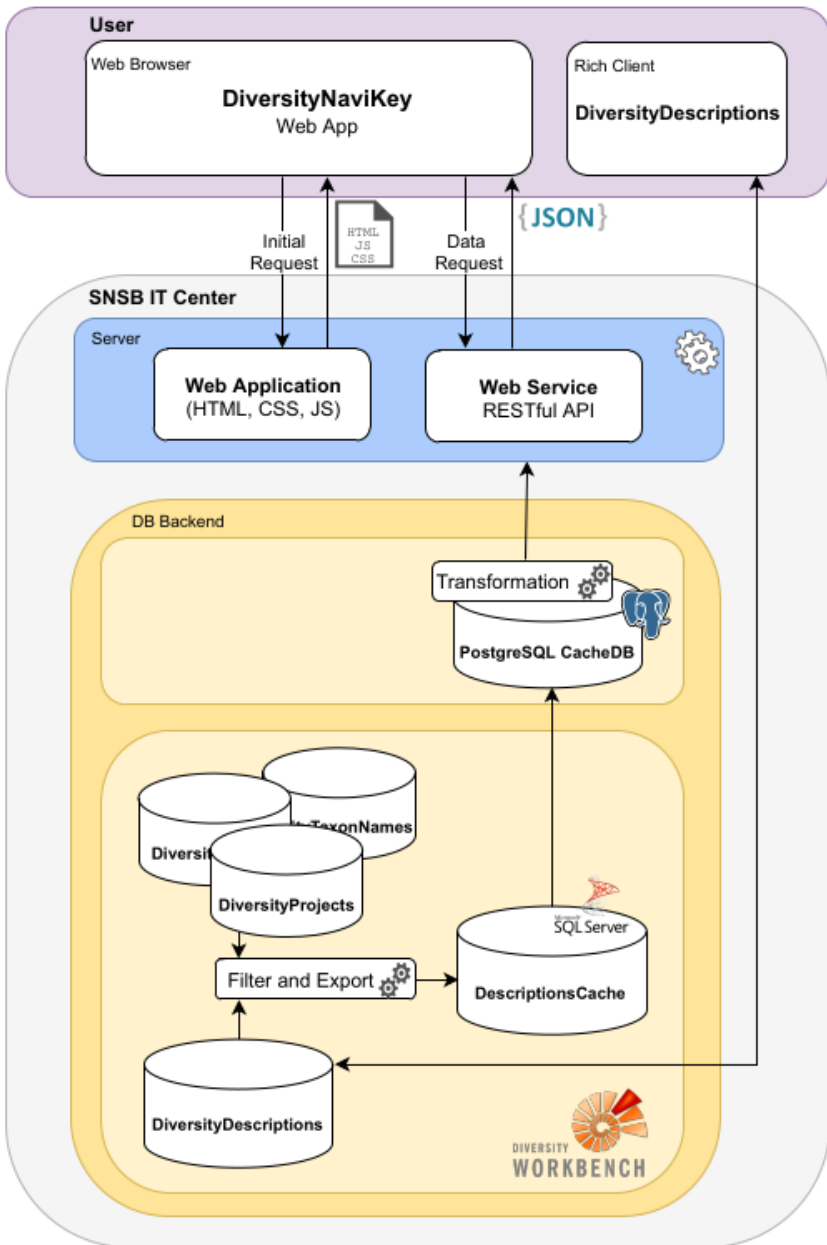 User
Web Browser
DiversityNaviKey
Web App
Rich Client
DiversityDescriptions
Initial
Request
HTML
JS
CSS
Data
Request
{JSON}
SNSB IT Center
Server
Web Application
(HTML, CSS, JS)
Web Service
RESTful API
DB Backend
Transformation
PostgreSQL CacheDB
DiversityProjects
Microsoft
SQL Server
Filter and Export
DescriptionsCache
DiversityDescriptions
DIVERSITY
WORKBENCH